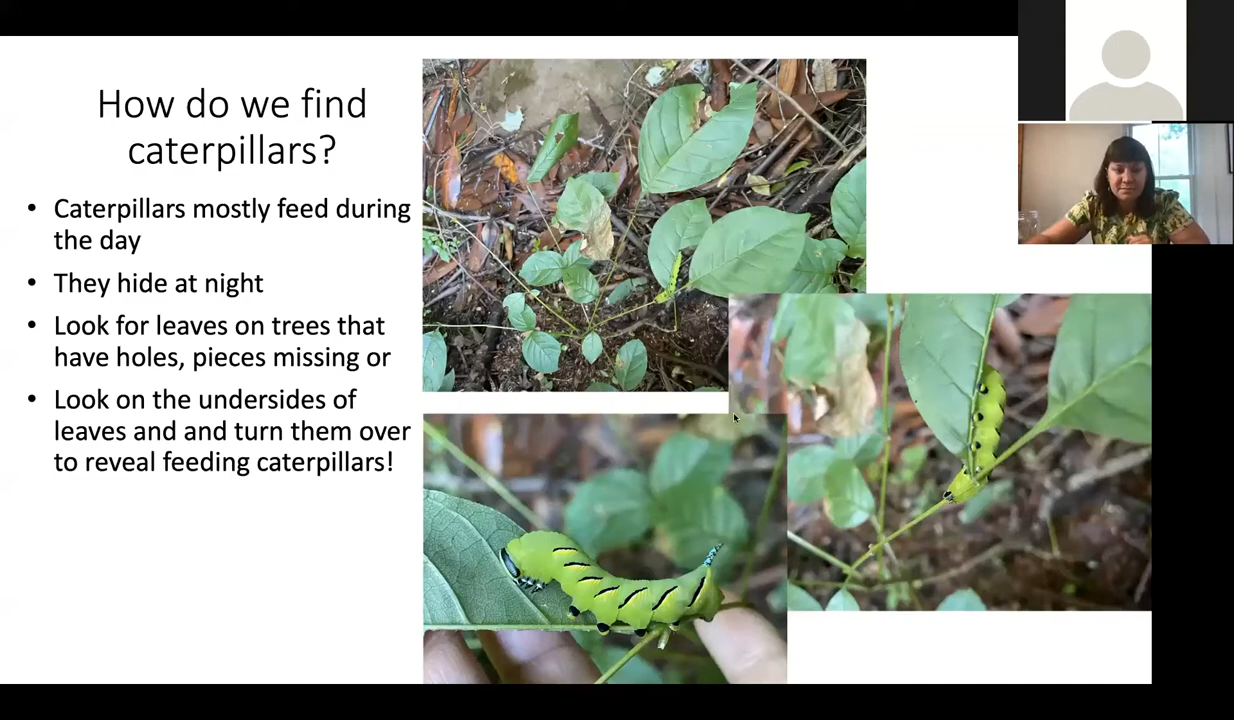 How do we find
caterpillars?
• Caterpillars mostly feed during
the day
• They hide at night
• Look for leaves on trees that
have holes, pieces missing or
• Look on the undersides of
leaves and and turn them over
to reveal feeding caterpillars!